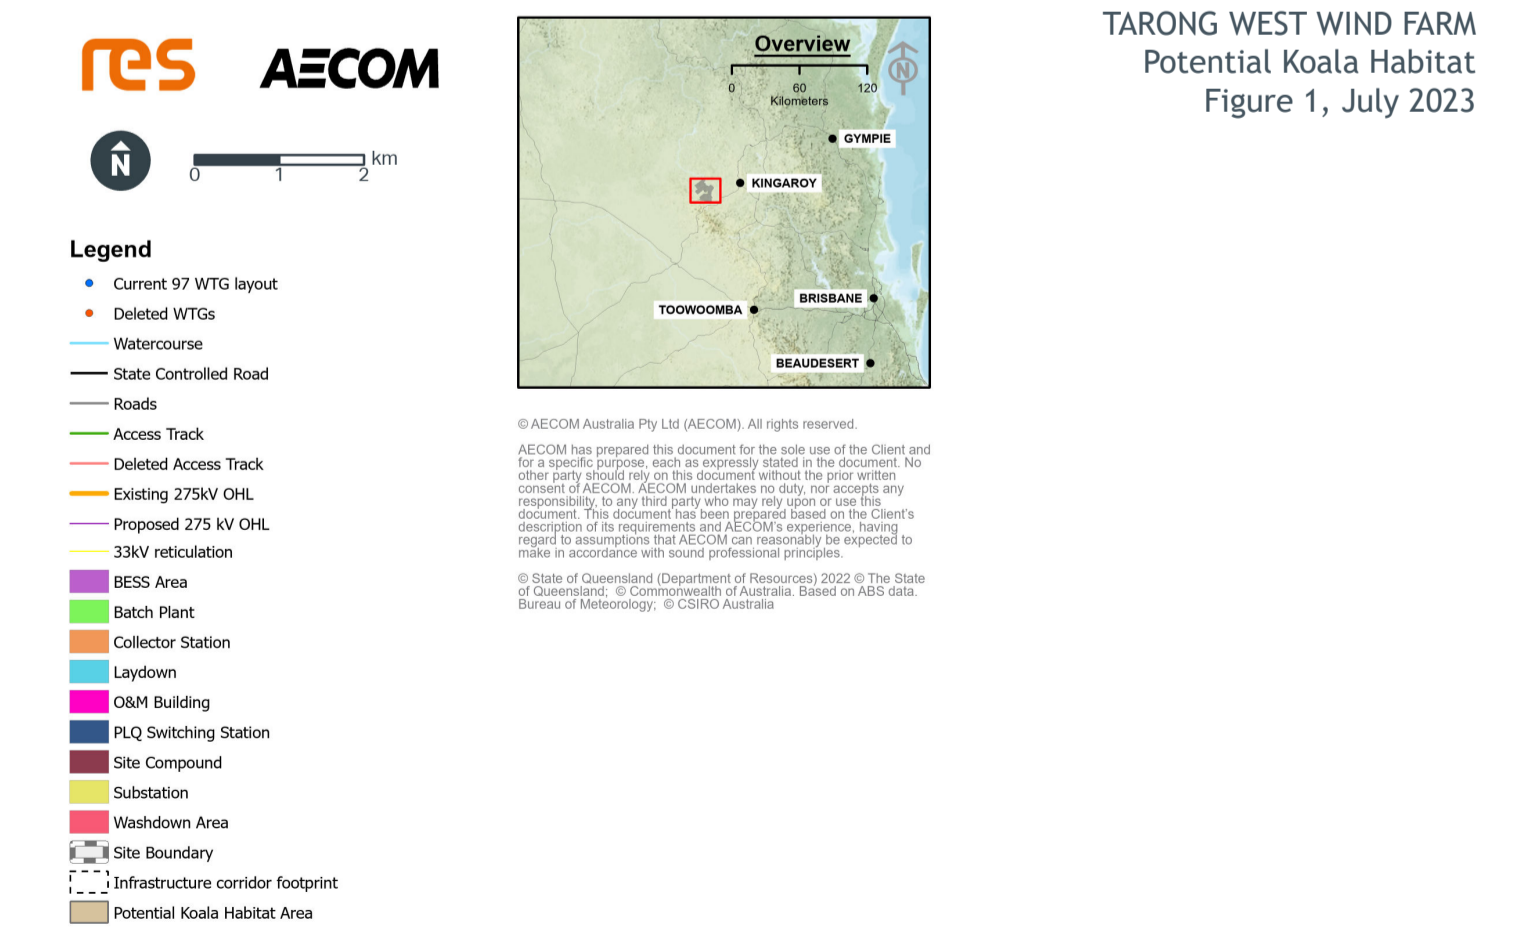 res
AECOM
N
km
0 1 2
Legend
Current 97 WTG layout
Deleted WTGs
Watercourse
State Controlled Road
Roads
Access Track
Deleted Access Track
Existing 275kV OHL
Proposed 275 kV OHL
33kV reticulation
BESS Area
Batch Plant
Collector Station
Laydown
O&M Building
PLQ Switching Station
Site Compound
Substation
Washdown Area
Site Boundary
Infrastructure corridor footprint
Potential Koala Habitat Area
Overview
N
0 60 120
Kilometers
GYMPIE
KINGAROY
BRISBANE
TOOWOOMBA
BEAUDESERT
© AECOM Australia Pty Ltd (AECOM). All rights reserved.
AECOM has prepared this document for the sole use of the Client and
for a specific purpose, each as expressly stated in the document. No
other party should rely on this document without the prior written
consent of AECOM. AECOM undertakes no duty, nor accepts any
responsibility, to any third party who may rely upon or use this
document. This document has been prepared based on the Client's
description of its requirements and AECOM's experience, having
regard to assumptions that AECOM can reasonably be expected to
make in accordance with sound professional principles.
© State of Queensland (Department of Resources) 2022 © The State
of Queensland; © Commonwealth of Australia. Based on ABS data.
Bureau of Meteorology; © CSIRO Australia
TARONG WEST WIND FARM
Potential Koala Habitat
Figure 1, July 2023